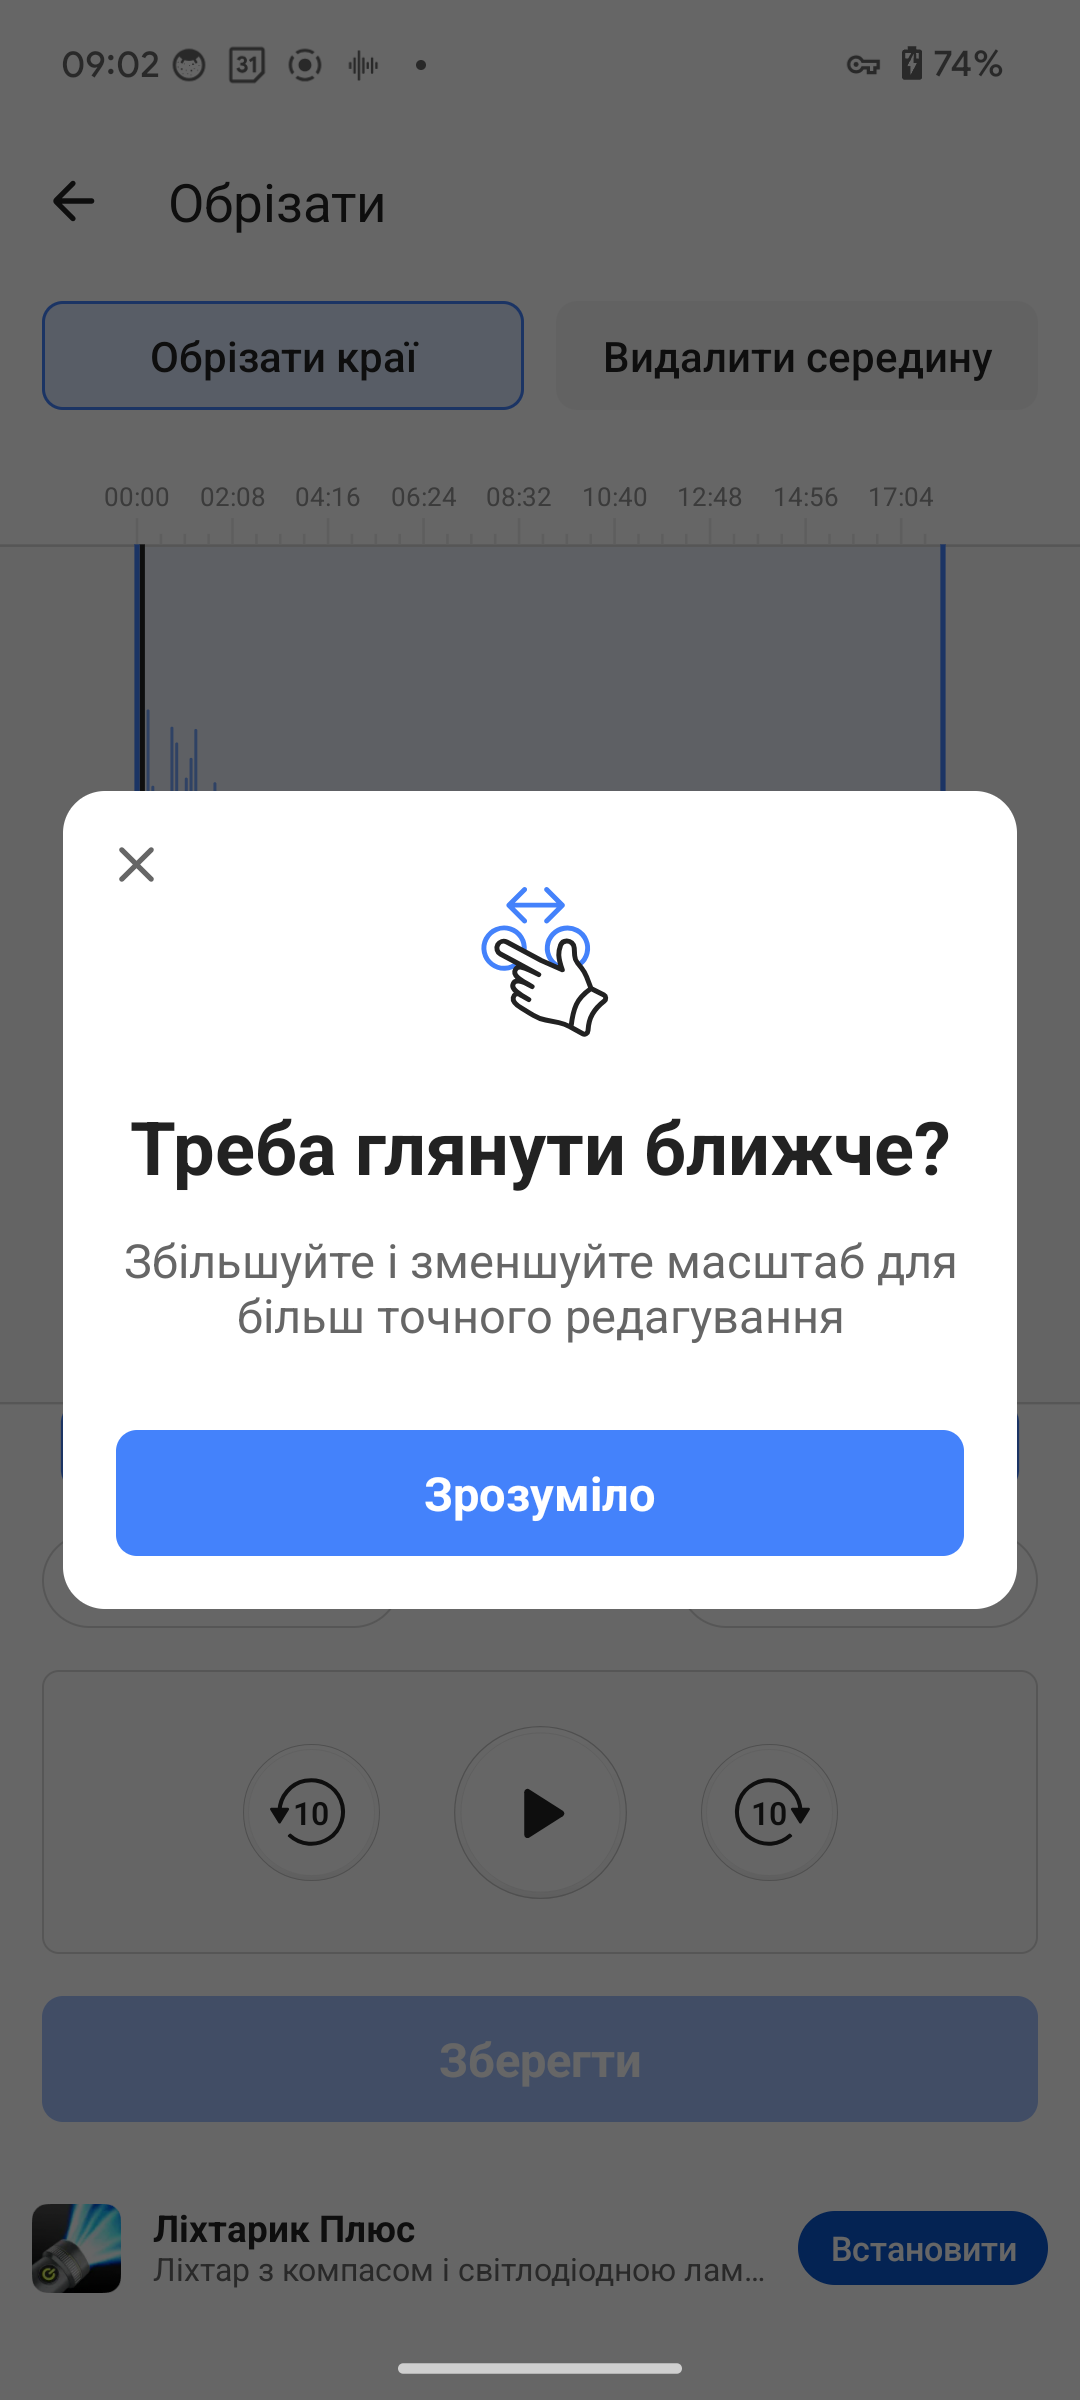 09:02
31
74%
Обрізати
Обрізати краї
Видалити середину
00:00 02:08 04:16 06:24 08:32 10:40 12:48 14:56 17:04
Треба глянути ближче?
Збільшуйте і зменшуйте масштаб для
більш точного редагування
Зрозуміло
10
10
Зберегти
Ліхтарик Плюс
Ліхтар з компасом і світлодіодною лам...
Встановити